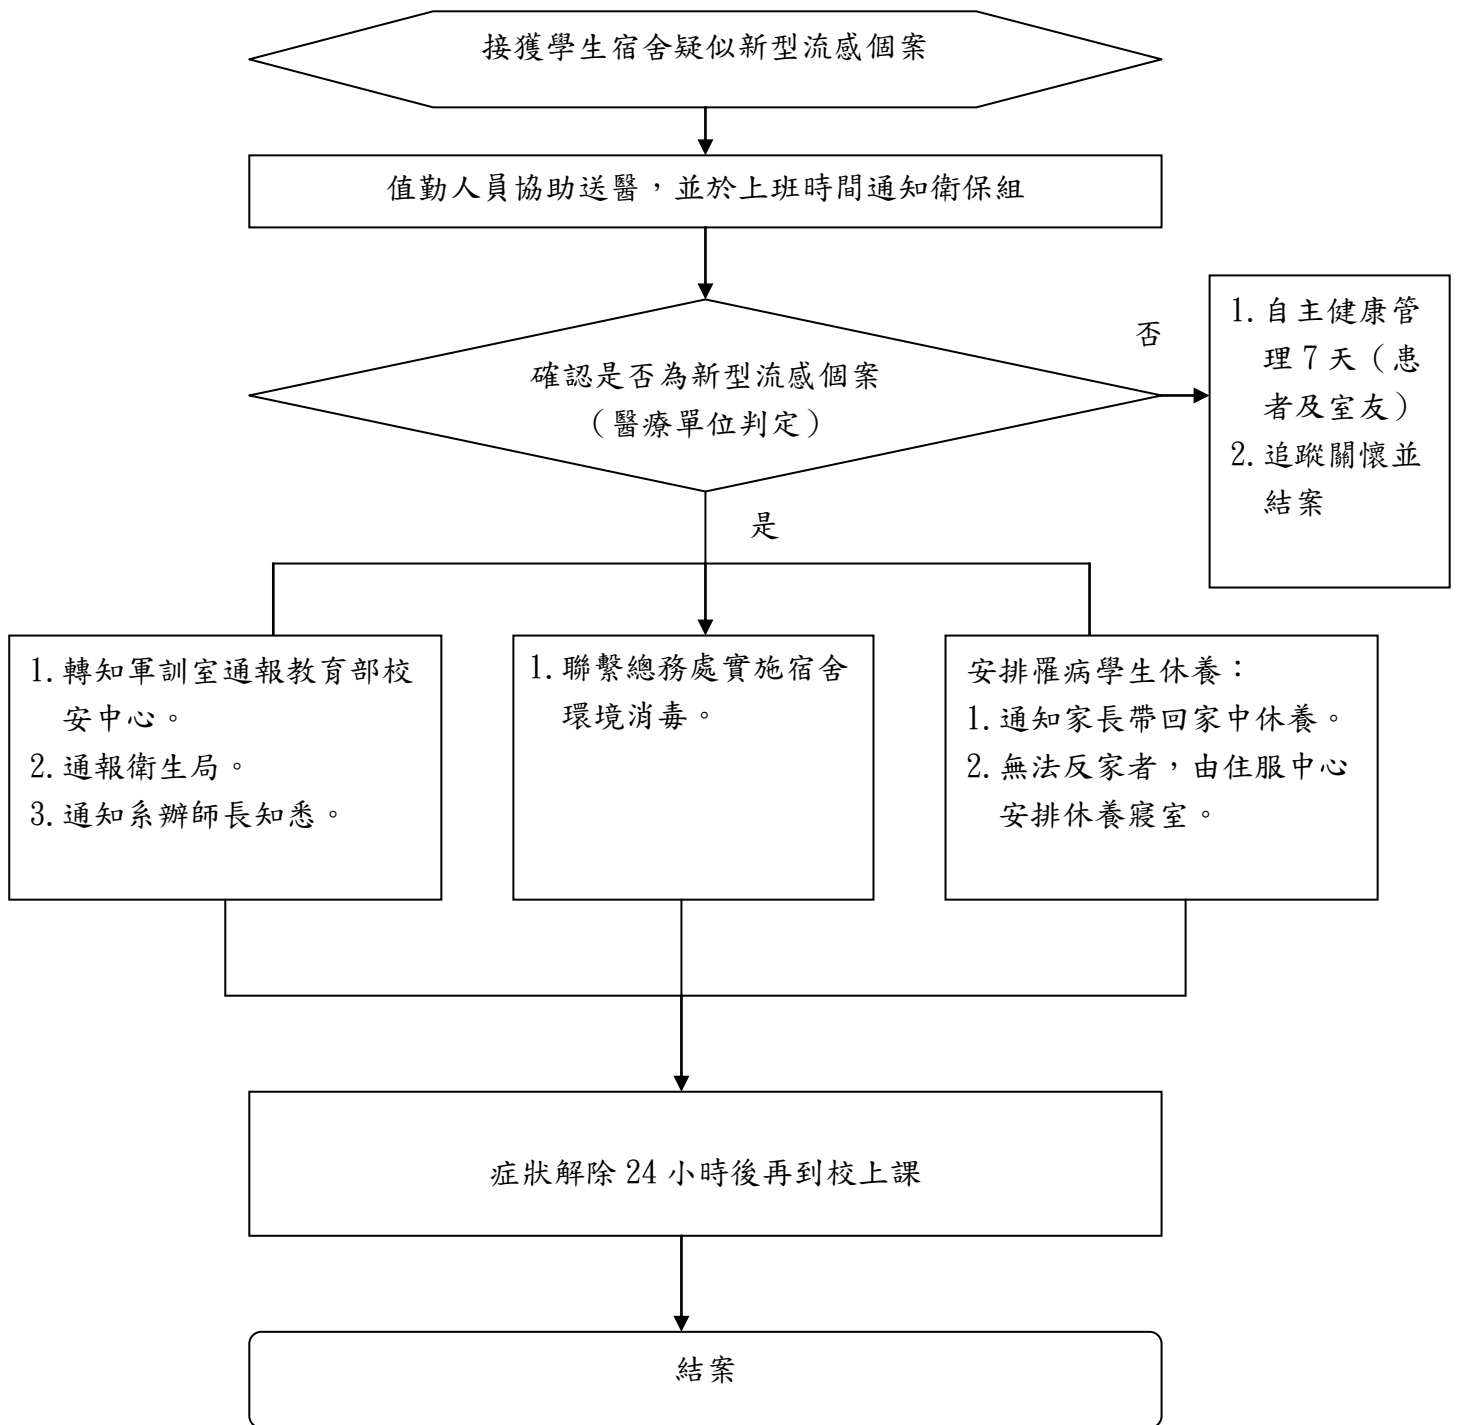 接獲學生宿舍疑似新型流感個案
值勤人員協助送醫，並於上班時間通知衛保組
確認是否為新型流感個案
（醫療單位判定）
否
1.自主健康管
理7天（患
者及室友）
2.追蹤關懷並
結案
是
1.轉知軍訓室通報教育部校
安中心。
2.通報衛生局。
3.通知系辦師長知悉。
1.聯繫總務處實施宿舍
環境消毒。
安排罹病學生休養：
1.通知家長帶回家中休養。
2.無法反家者，由住服中心
安排休養寢室。
症狀解除24小時後再到校上課
結案